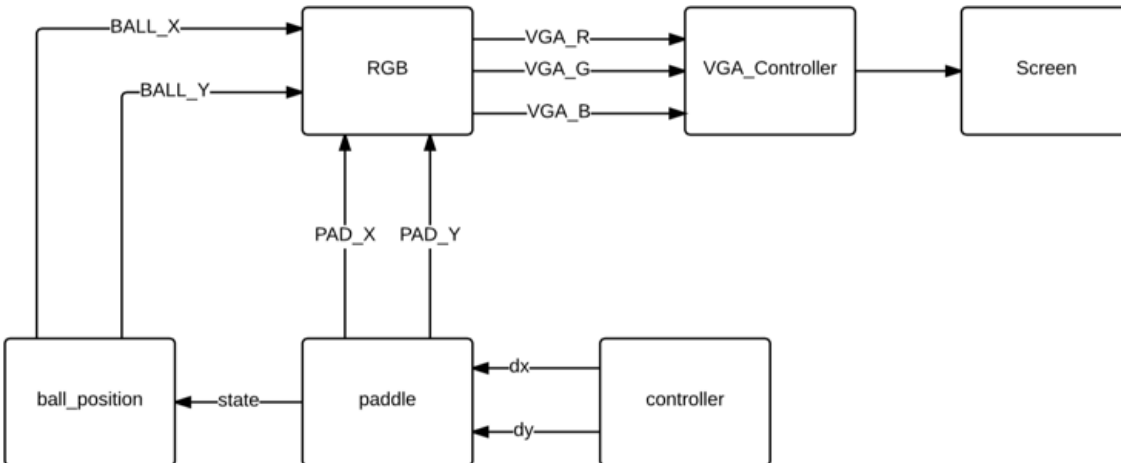 BALL_X
BALL_Y
RGB
VGA_R
VGA_G
VGA_B
VGA_Controller
Screen
PAD_X
PAD_Y
ball_position
state
paddle
dx
dy
controller